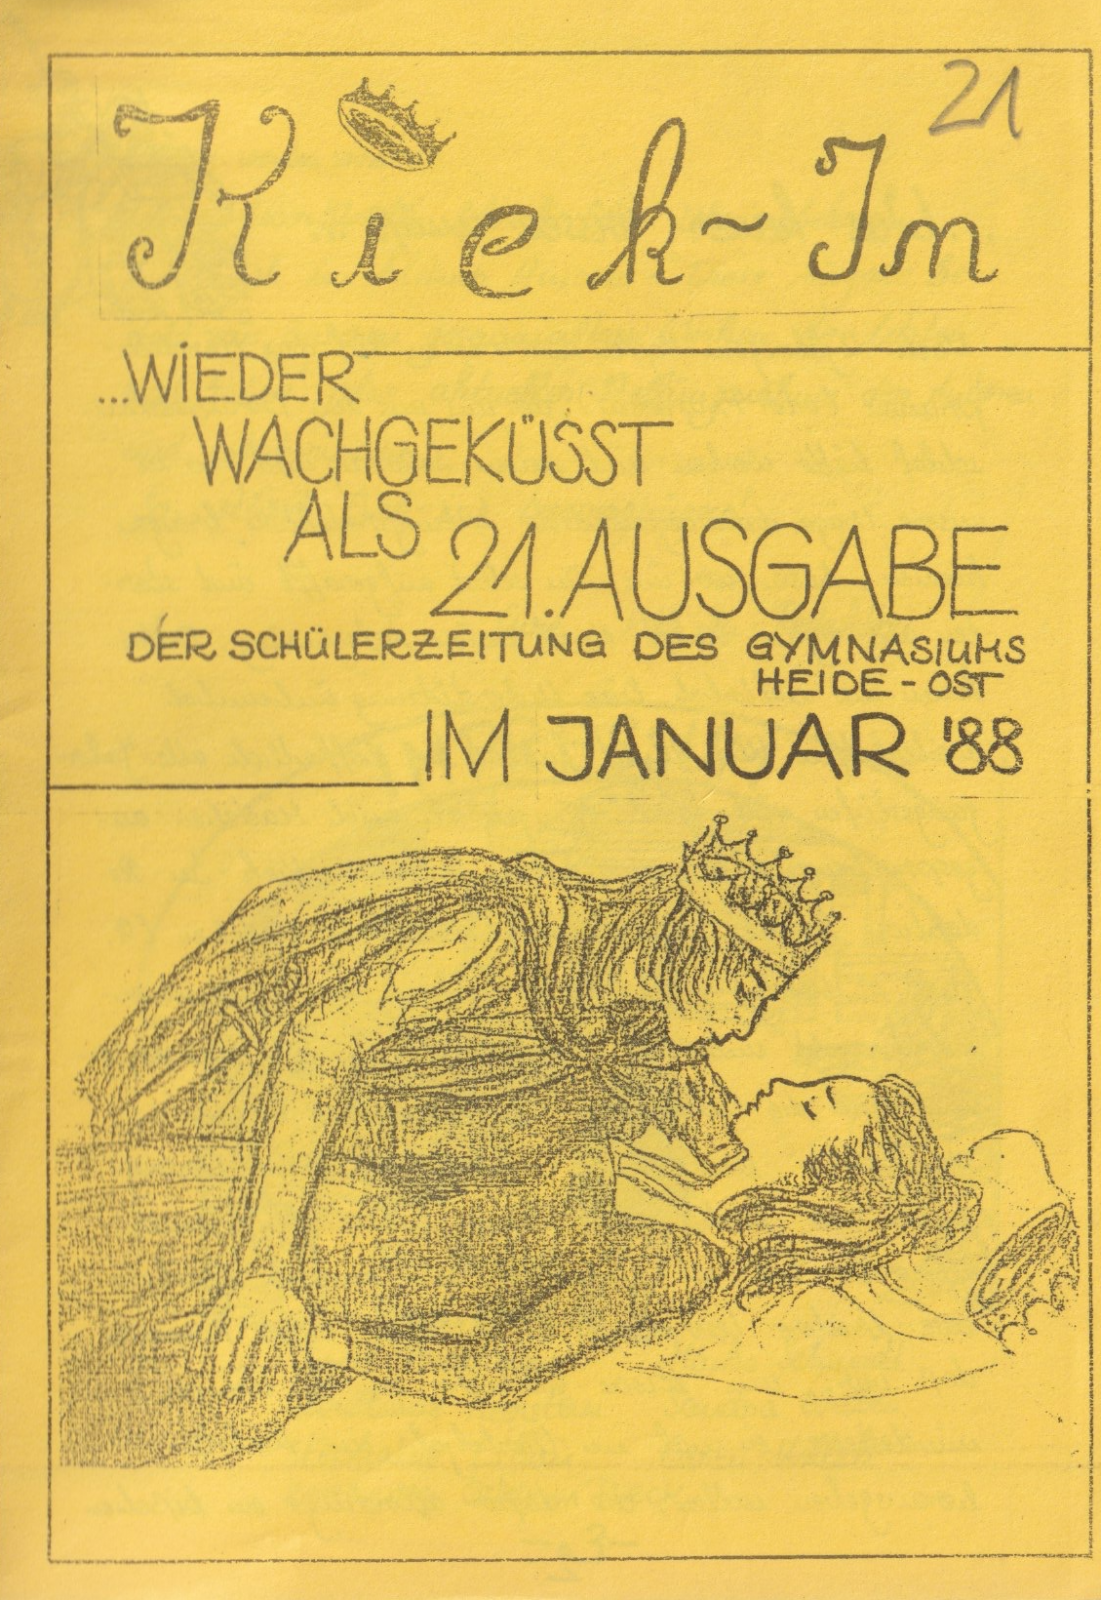 21
Kiek-In
...WIEDER
WACHGEKÜSST
ALS 21. AUSGABE
DER SCHÜLERZEITUNG DES GYMNASIUMS
HEIDE-OST
IM JANUAR '88